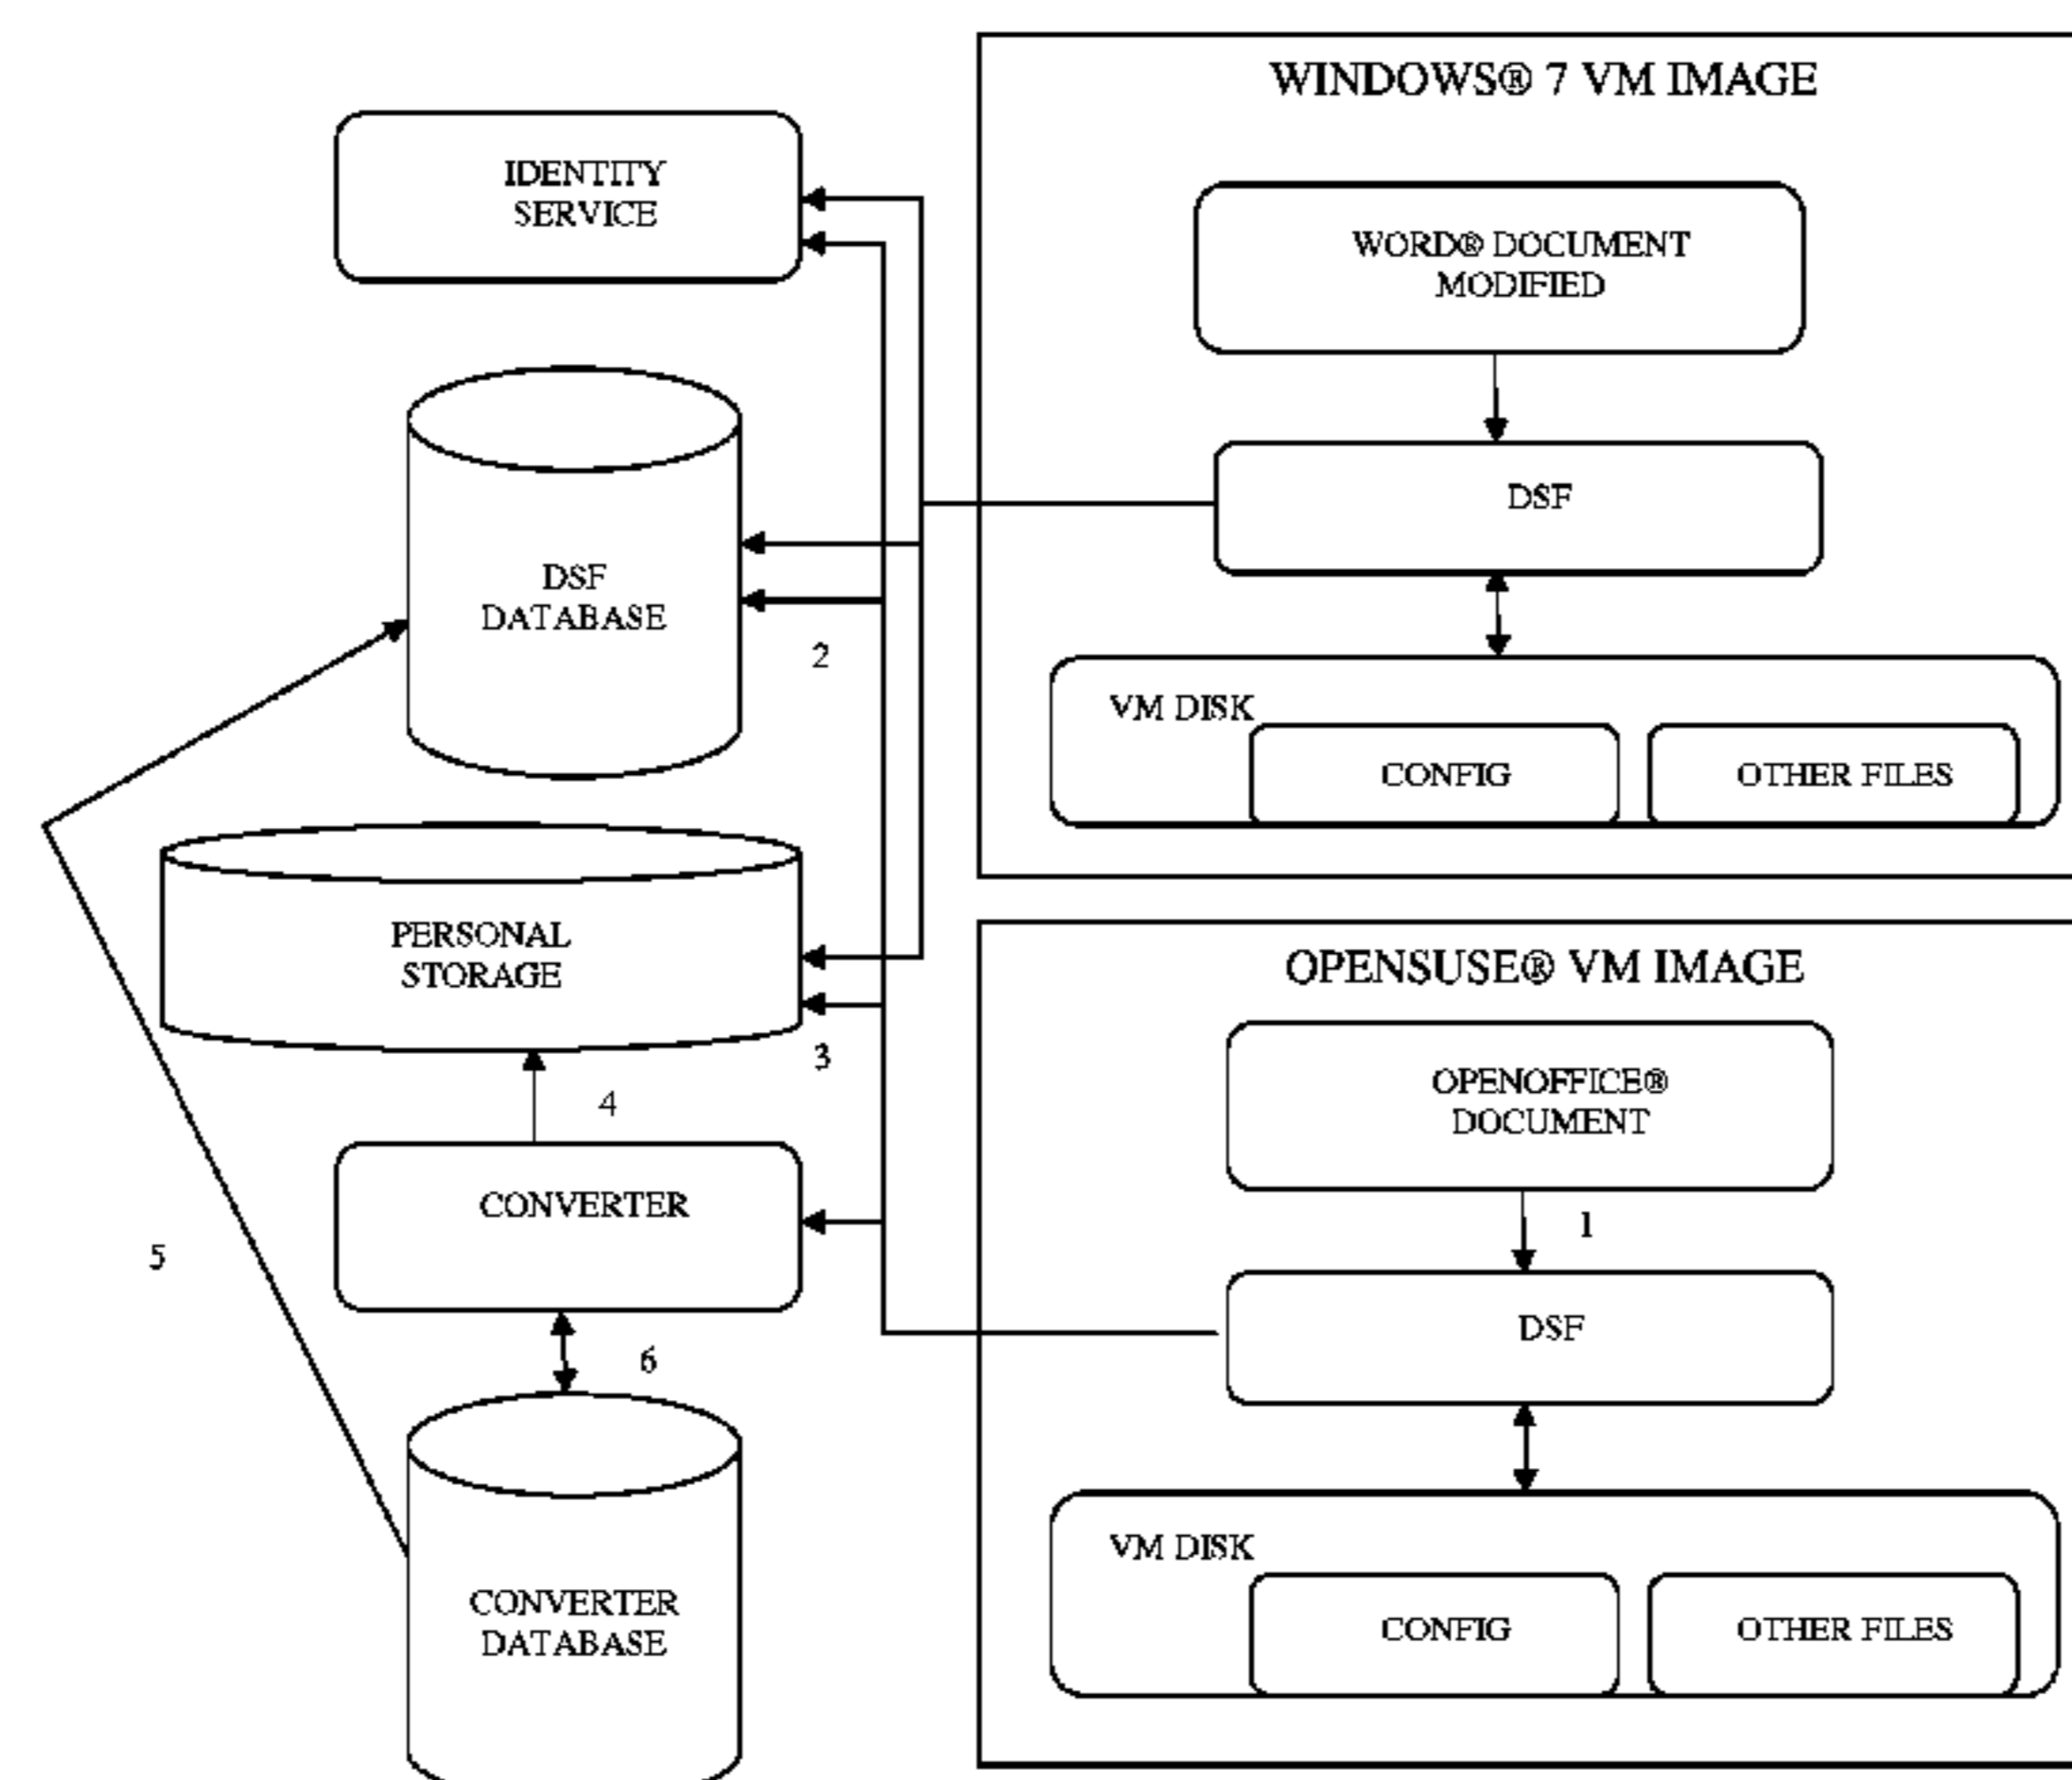 WINDOWS® 7 VM IMAGE
IDENTITY
SERVICE
WORD® DOCUMENT
MODIFIED
DSF
DSF
DATABASE
2
VM DISK
CONFIG
OTHER FILES
PERSONAL
STORAGE
3
4
OPENSUSE® VM IMAGE
OPENOFFICE®
DOCUMENT
1
CONVERTER
5
DSF
6
VM DISK
CONFIG
OTHER FILES
CONVERTER
DATABASE